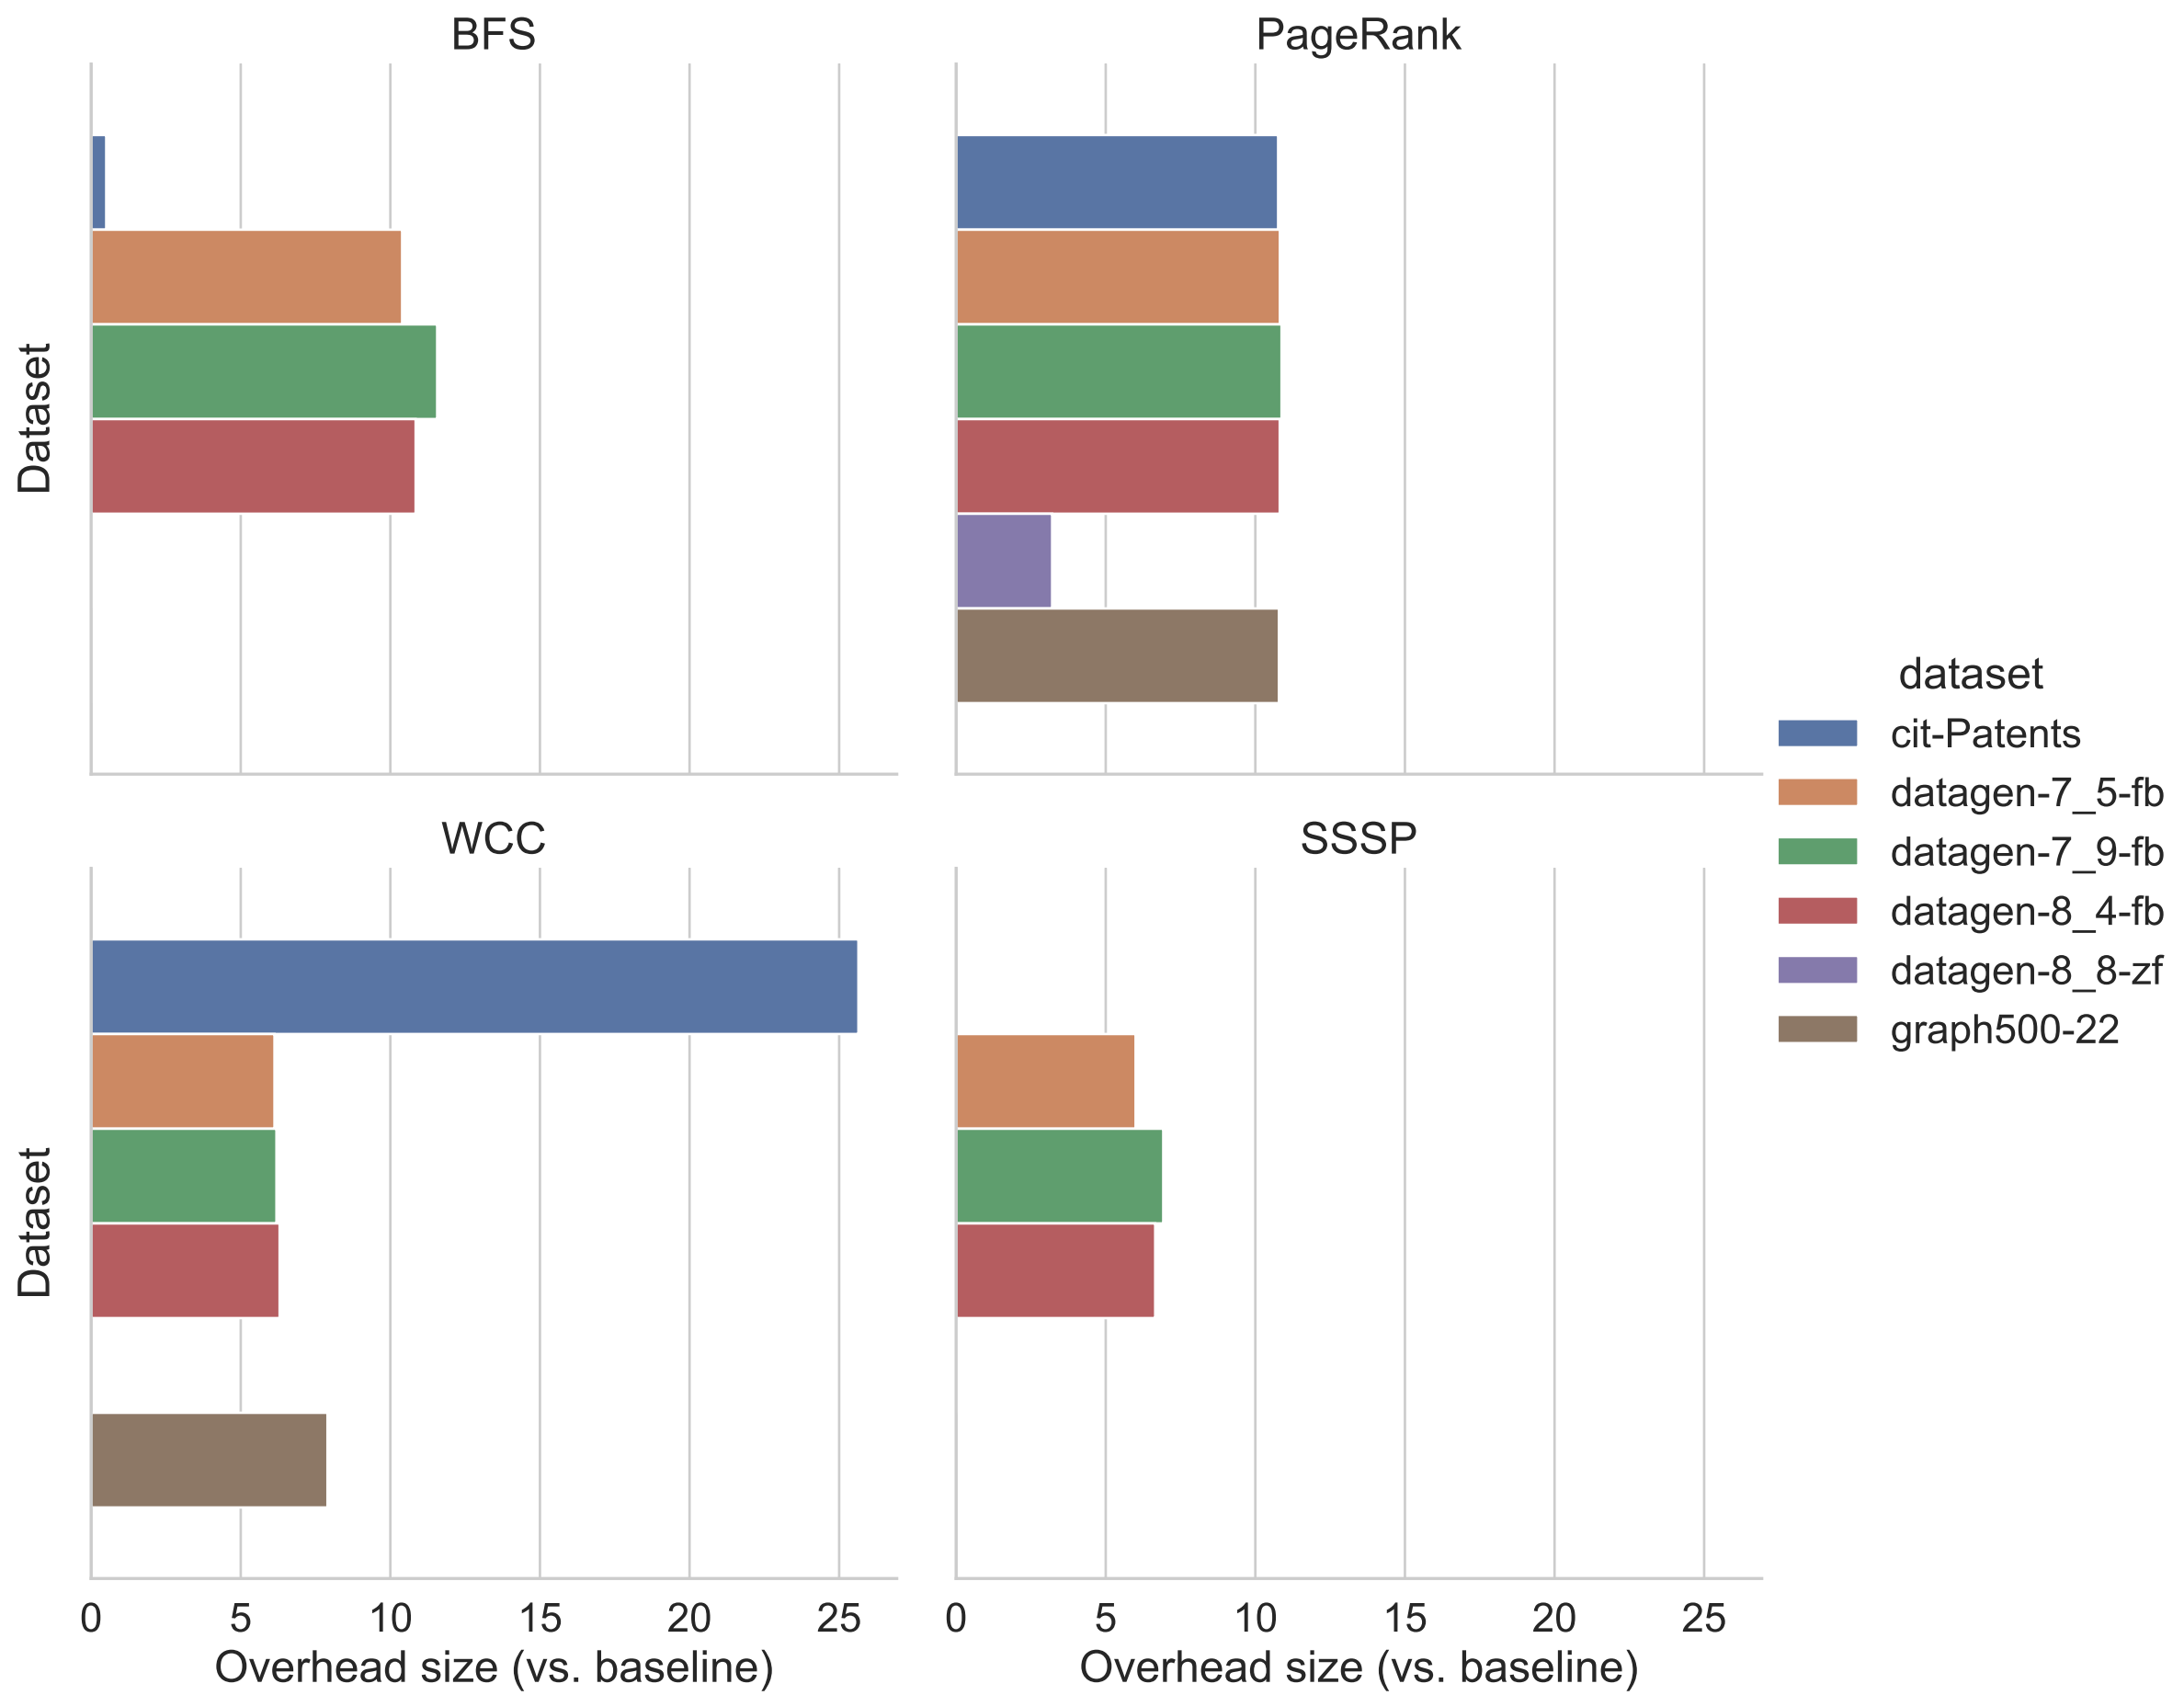 BFS
PageRank
Dataset
WCC
SSSP
Dataset
0 5 10 15 20 25
Overhead size (vs. baseline)
0 5 10 15 20 25
Overhead size (vs. baseline)
dataset
cit-Patents
datagen-7_5-fb
datagen-7_9-fb
datagen-8_4-fb
datagen-8_8-zf
graph500-22